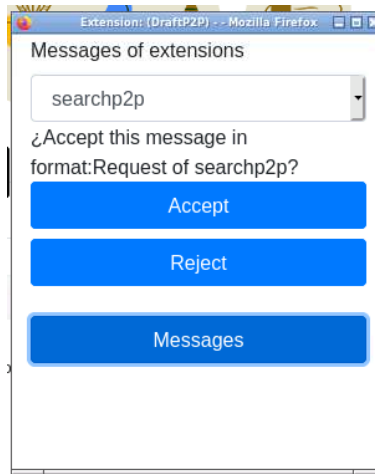 Extension: (DraftP2P) - - Mozilla Firefox
Messages of extensions
searchp2p
¿Accept this message in
format:Request of searchp2p?
Accept
Reject
Messages